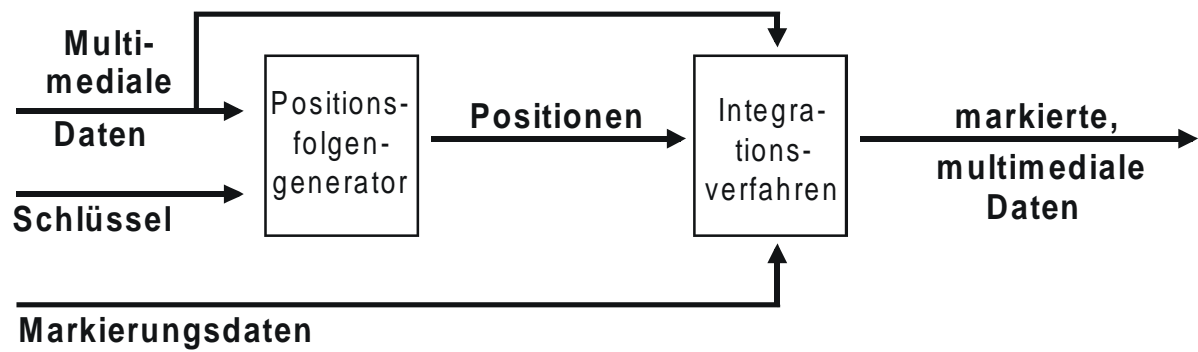 Multi-
mediale
Daten
Schlüssel
Positions-
folgen-
generator
Positionen
Integra-
tions-
verfahren
markierte,
multimediale
Daten
Markierungsdaten